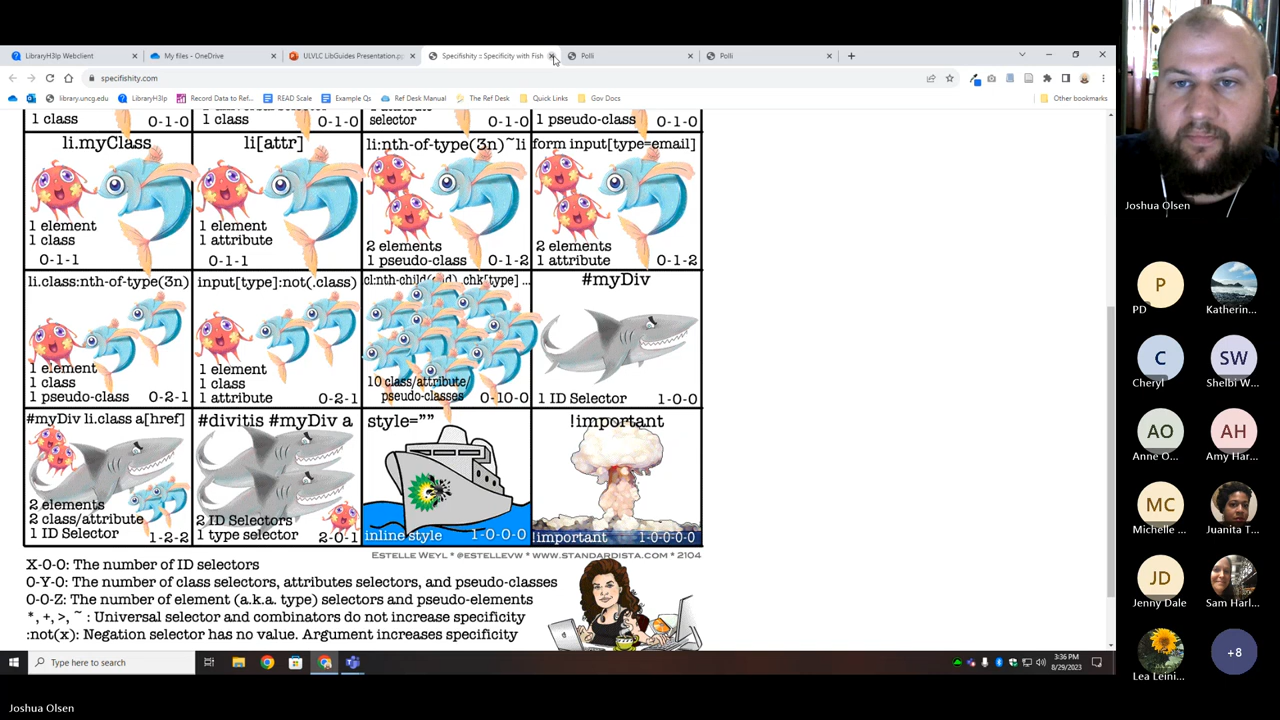 LibraryH3lp Webclient
My files - OneDrive
ULVLC LibGuides Presentation.p
Specifishity :: Specificity with Fish
Polli
Polli
specifishity.com
library.uncg.edu
LibraryH3lp
Record Data to Ref...
READ Scale
Example Qs
Ref Desk Manual
The Ref Desk
Quick Links
Gov Docs
Other bookmarks
1 class
0-1-0
1 class
0-1-0
selector
0-1-0
1 pseudo-class
0-1-0
li.myClass
1 element
1 class
0-1-1
li[attr]
1 element
1 attribute
0-1-1
li:nth-of-type(3n)~li
2 elements
1 pseudo-class
0-1-2
form input[type=email]
2 elements
1 attribute
0-1-2
li.class:nth-of-type(3n)
1 element
1 class
1 pseudo-class
0-2-1
input[type]:not(.class)
1 element
1 class
1 attribute
0-2-1
chk[type] ...
10 class/attribute/
pseudo-classes
0-10-0
#myDiv
1 ID Selector
1-0-0
#myDiv li.class a[href]
2 elements
2 class/attribute
1 ID Selector
1-2-2
#divitis #myDiv a
2 ID Selectors
1 type selector
2-0-1
style=""
inline style
1-0-0-0
!important
!important
1-0-0-0-0
Estelle Weyl * @estellevw * www.standardista.com * 2104
X-0-0: The number of ID selectors
0-Y-0: The number of class selectors, attributes selectors, and pseudo-classes
0-0-Z: The number of element (a.k.a. type) selectors and pseudo-elements
*, +, >, ~ : Universal selector and combinators do not increase specificity
:not(x): Negation selector has no value. Argument increases specificity
Type here to search
3:36 PM
8/29/2023
Joshua Olsen
P
PD
Katherin...
C
Cheryl
SW
Shelbi W...
AO
Anne O...
AH
Amy Har...
MC
Michelle ...
Juanita T...
JD
Jenny Dale
Sam Harl...
Lea Leini...
+8
Joshua Olsen